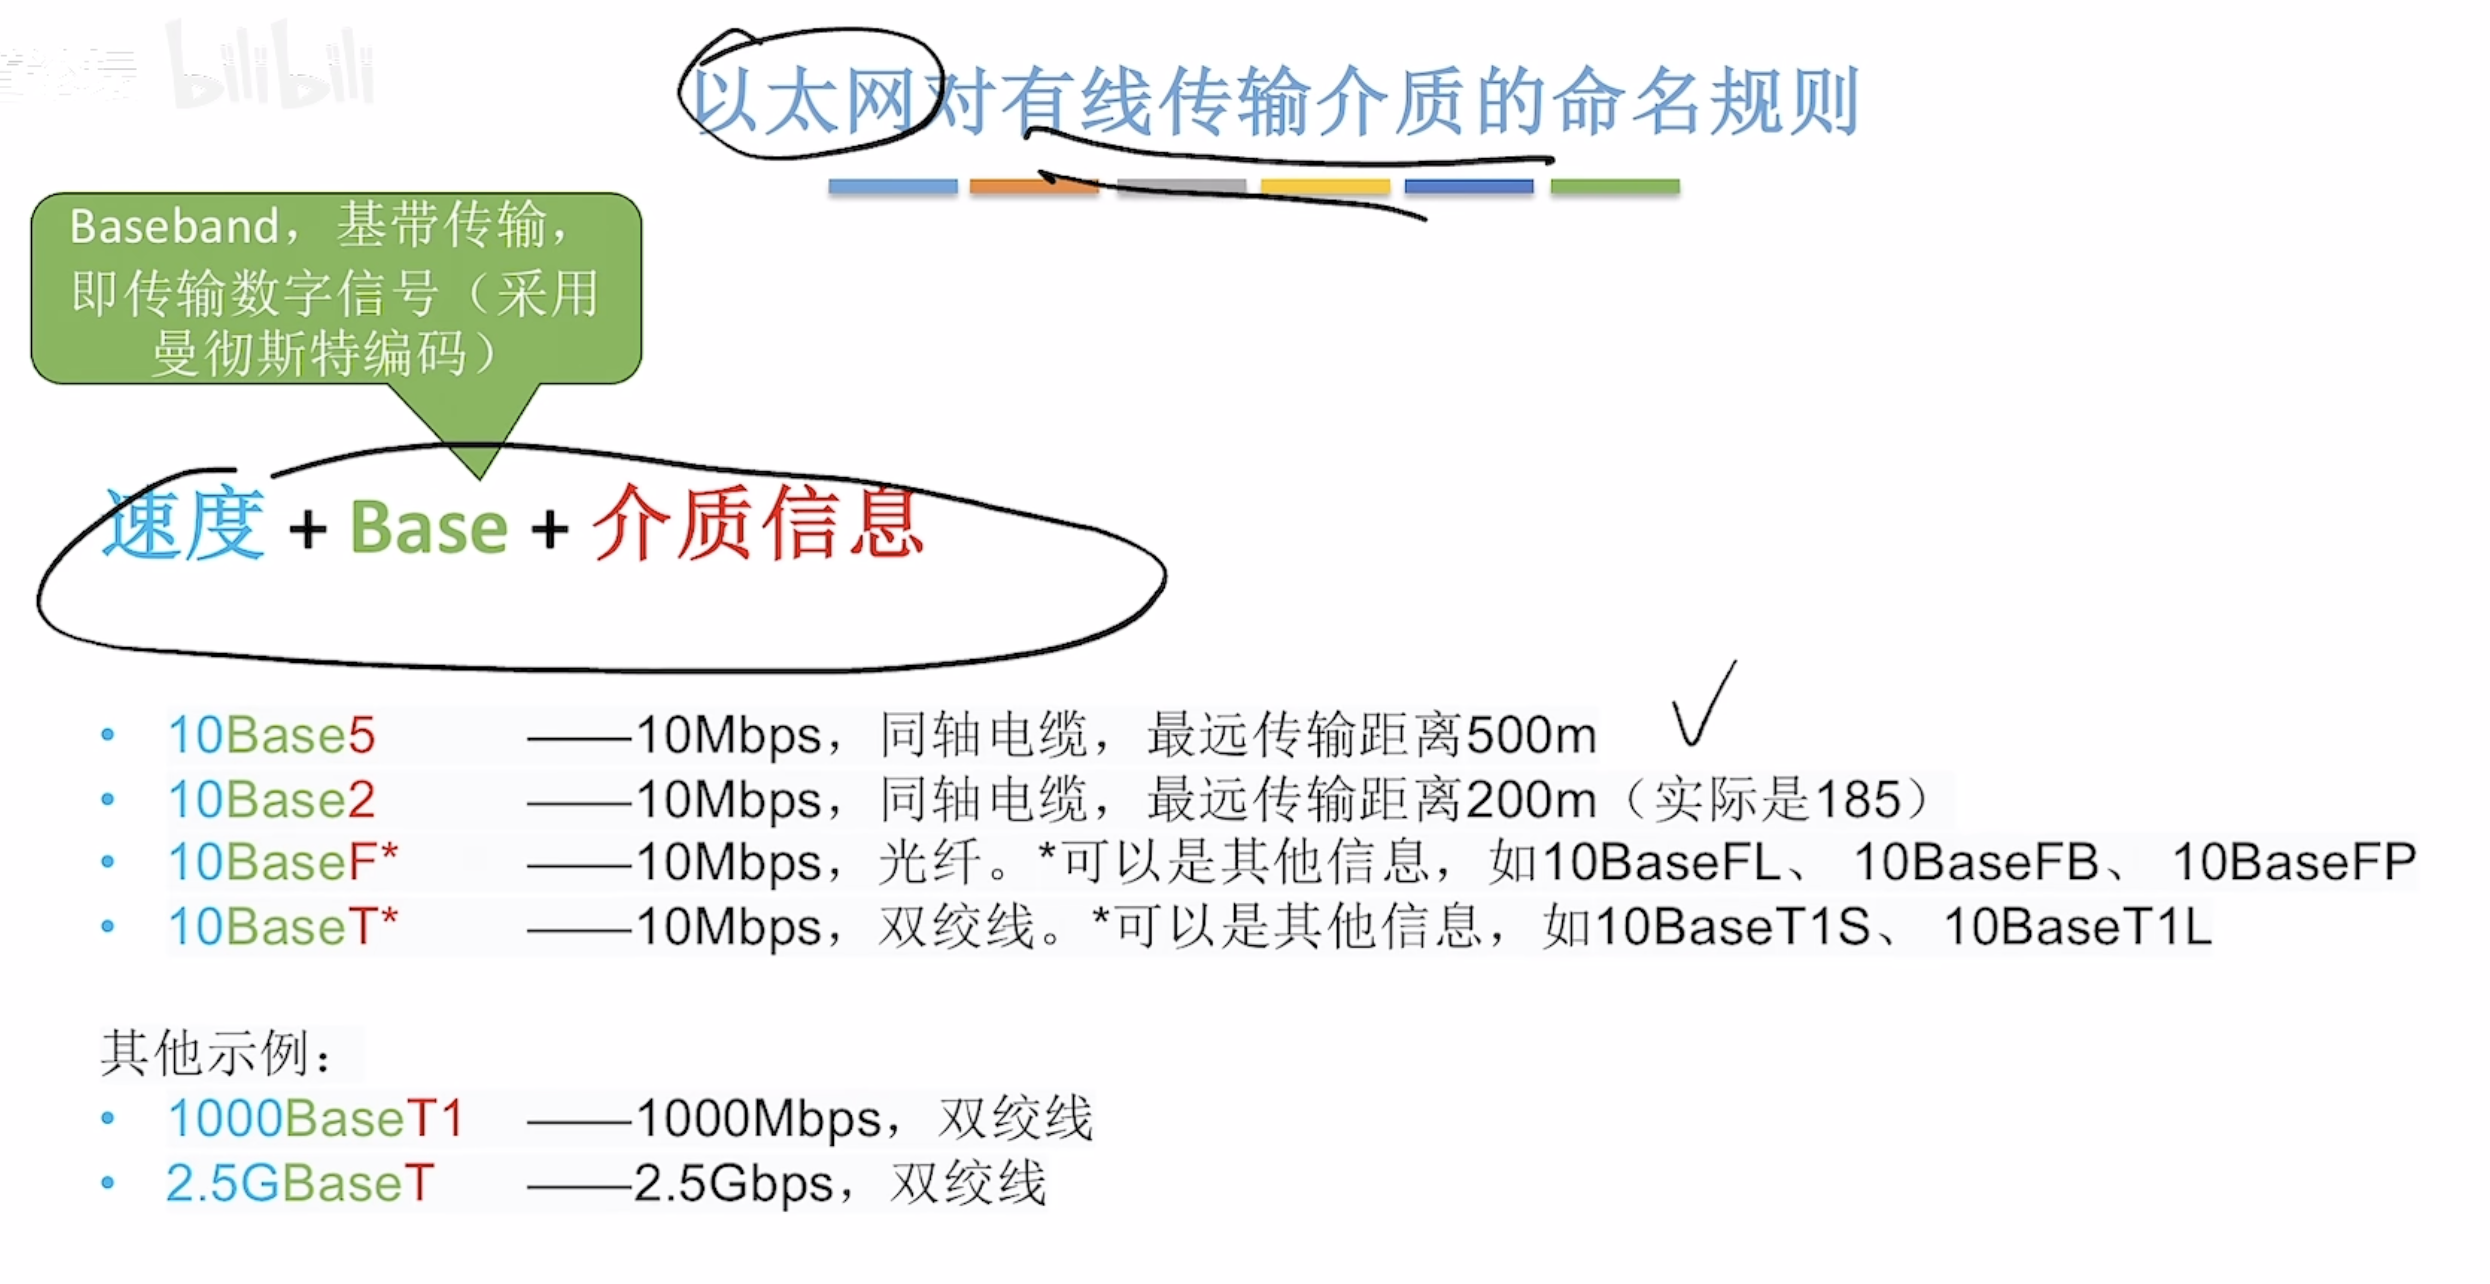 bilibili
以太网对有线传输介质的命名规则
Baseband，基带传输，
即传输数字信号（采用
曼彻斯特编码）
速度 + Base + 介质信息
• 10Base5 ——10Mbps，同轴电缆，最远传输距离500m
• 10Base2 ——10Mbps，同轴电缆，最远传输距离200m（实际是185）
• 10BaseF* ——10Mbps，光纤。*可以是其他信息，如10BaseFL、 10BaseFB、 10BaseFP
• 10BaseT* ——10Mbps，双绞线。*可以是其他信息，如10BaseT1S、 10BaseT1L
其他示例：
• 1000BaseT1 ——1000Mbps，双绞线
• 2.5GBaseT ——2.5Gbps，双绞线